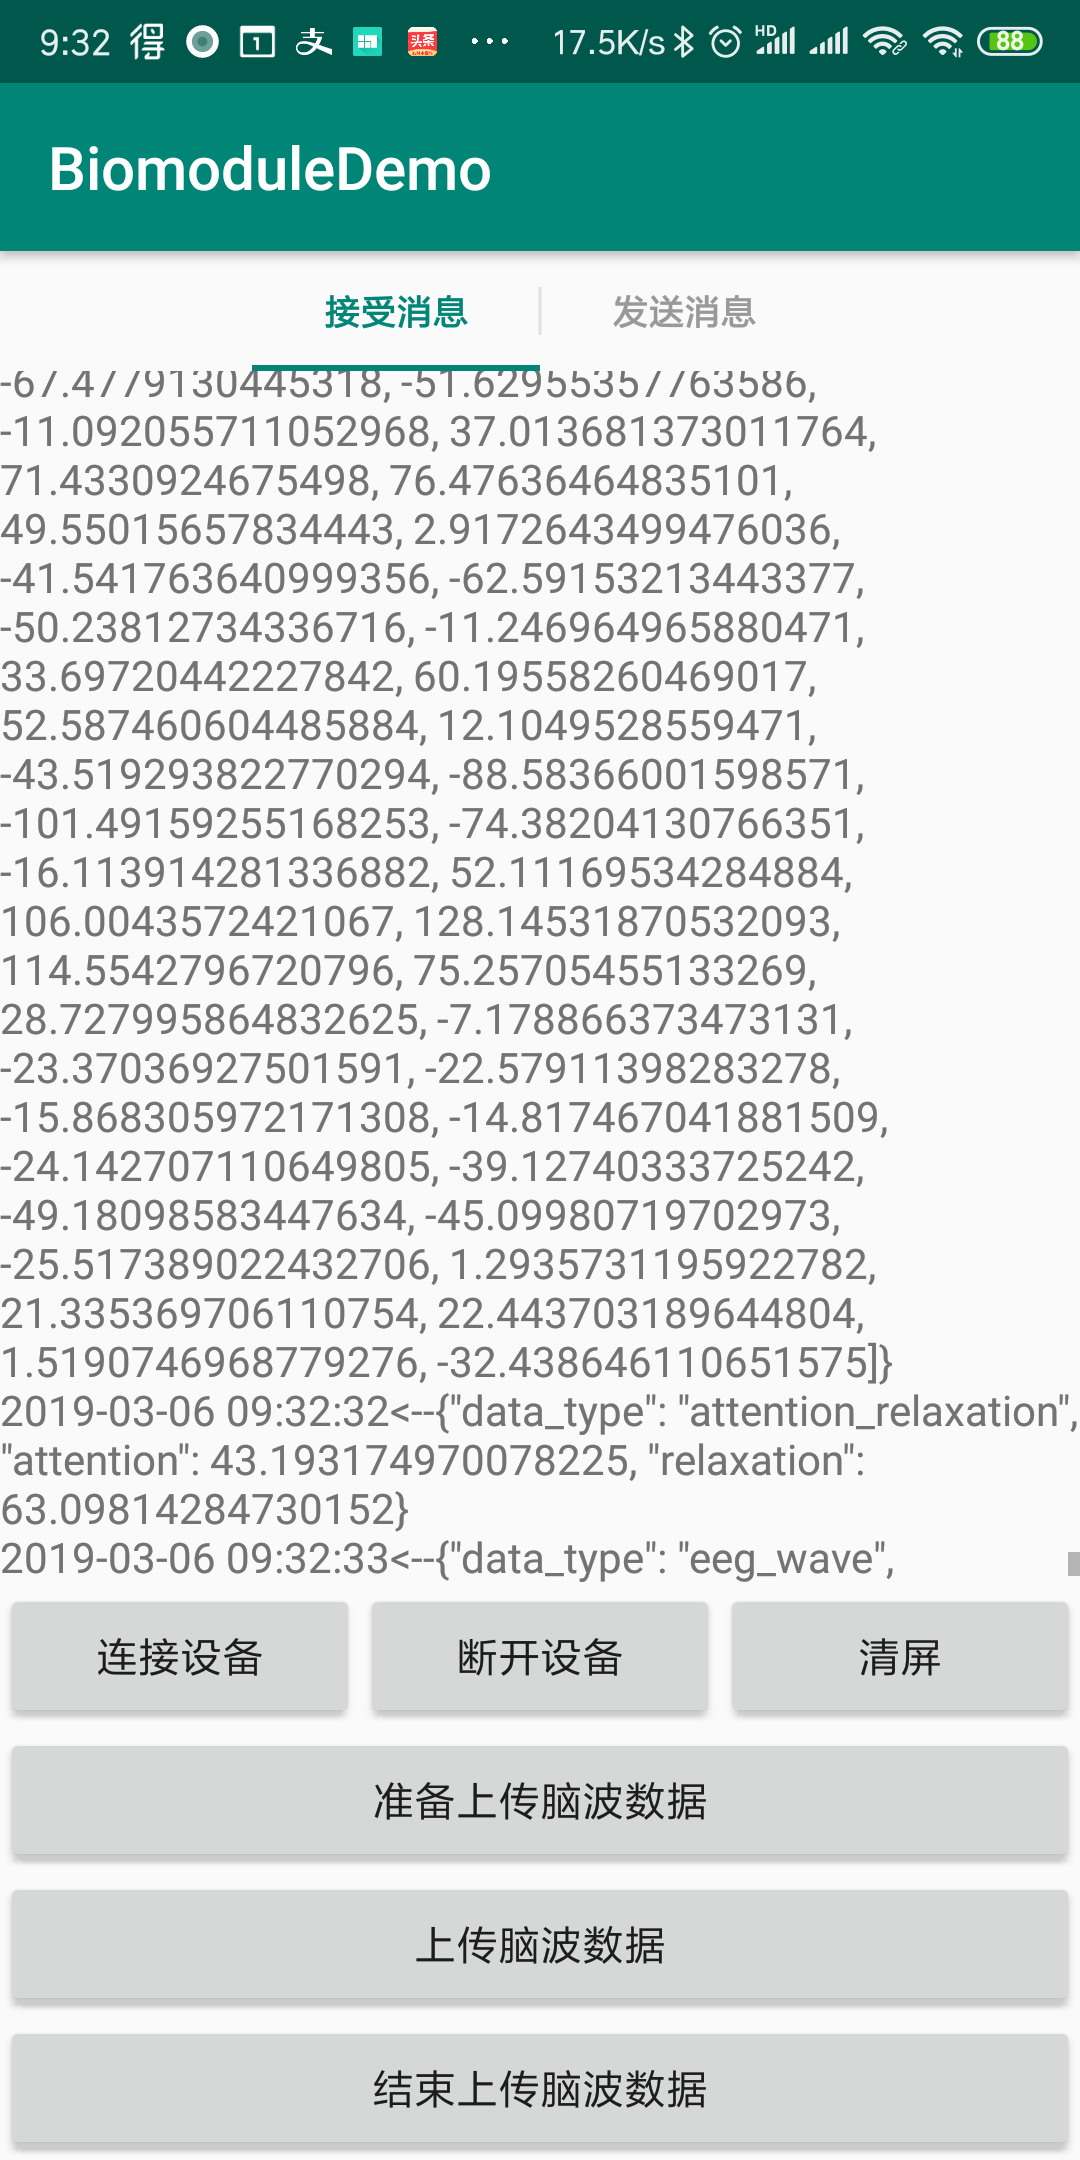 9:32 得 1 支 头条 ... 17.5K/s HD 88
BiomoduleDemo
接受消息 发送消息
-67.4779130445318, -51.62955357763586,
-11.092055711052968, 37.013681373011764,
71.4330924675498, 76.47636464835101,
49.55015657834443, 2.9172643499476036,
-41.541763640999356, -62.59153213443377,
-50.23812734336716, -11.246964965880471,
33.69720442227842, 60.19558260469017,
52.587460604485884, 12.1049528559471,
-43.519293822770294, -88.58366001598571,
-101.49159255168253, -74.38204130766351,
-16.113914281336882, 52.11169534284884,
106.0043572421067, 128.14531870532093,
114.5542796720796, 75.25705455133269,
28.727995864832625, -7.178866373473131,
-23.37036927501591, -22.57911398283278,
-15.868305972171308, -14.817467041881509,
-24.142707110649805, -39.12740333725242,
-49.18098583447634, -45.09980719702973,
-25.517389022432706, 1.2935731195922782,
21.335369706110754, 22.443703189644804,
1.5190746968779276, -32.438646110651575]}
2019-03-06 09:32:32<--{"data_type": "attention_relaxation",
"attention": 43.193174970078225, "relaxation":
63.09814284730152}
2019-03-06 09:32:33<--{"data_type": "eeg_wave",
连接设备 断开设备 清屏
准备上传脑波数据
上传脑波数据
结束上传脑波数据